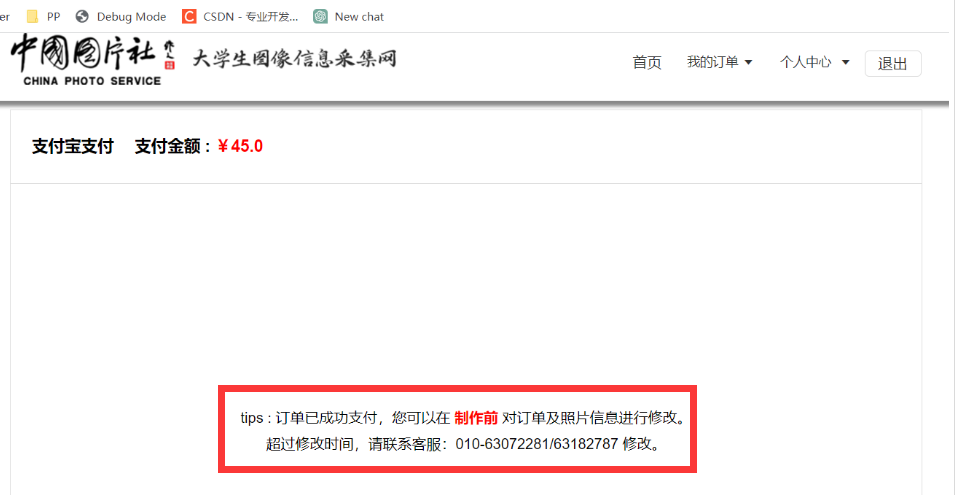 er PP Debug Mode CSDN - 专业开发... New chat
中國图片社
CHINA PHOTO SERVICE
大学生图像信息采集网
首页 我的订单 个人中心 退出
支付宝支付 支付金额：￥45.0
tips : 订单已成功支付，您可以在 制作前 对订单及照片信息进行修改。
超过修改时间，请联系客服：010-63072281/63182787 修改。